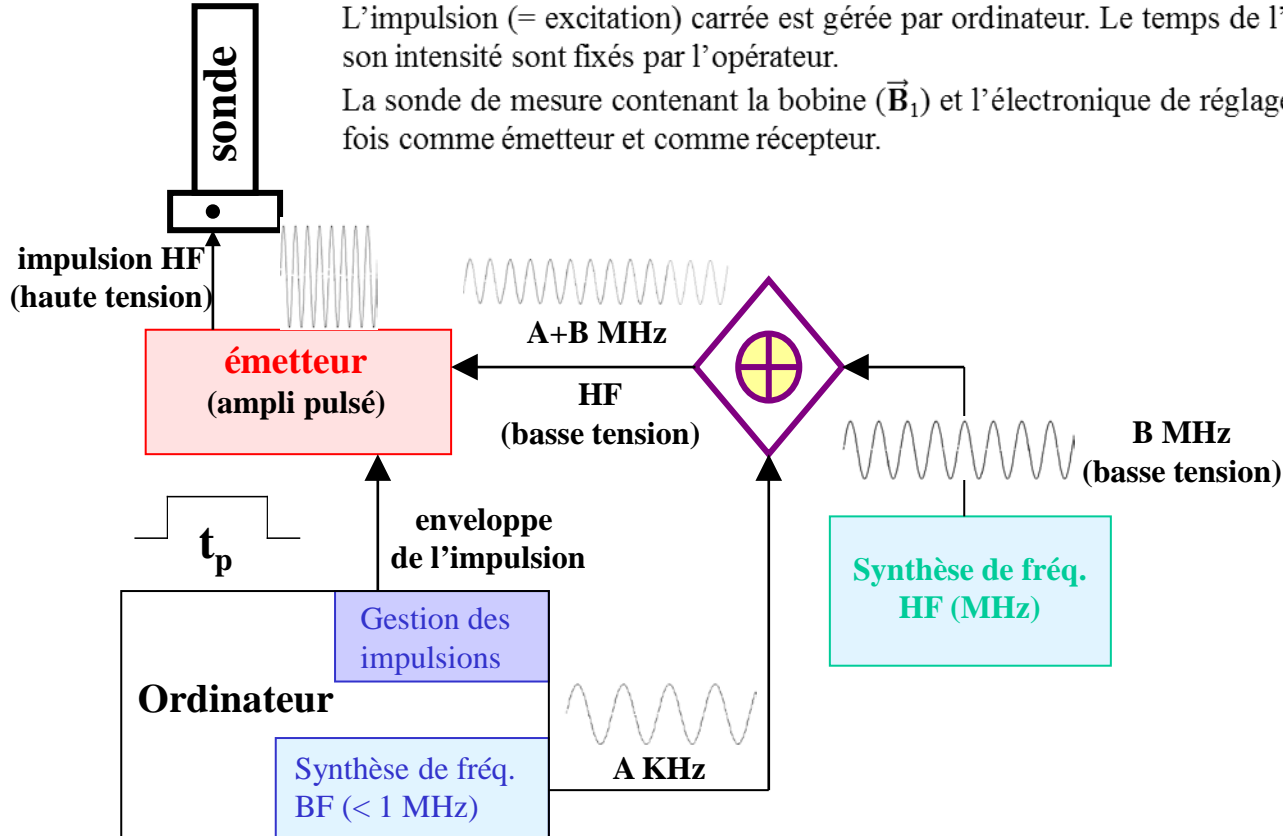 L’impulsion (= excitation) carrée est gérée par ordinateur. Le temps de l’
son intensité sont fixés par l’opérateur.
La sonde de mesure contenant la bobine (B⃗₁) et l’électronique de réglage
fois comme émetteur et comme récepteur.
sonde
impulsion HF
(haute tension)
A+B MHz
émetteur
(ampli pulsé)
HF
(basse tension)
B MHz
(basse tension)
tₚ
enveloppe
de l’impulsion
Synthèse de fréq.
HF (MHz)
Gestion des
impulsions
Ordinateur
Synthèse de fréq.
BF (< 1 MHz)
A KHz